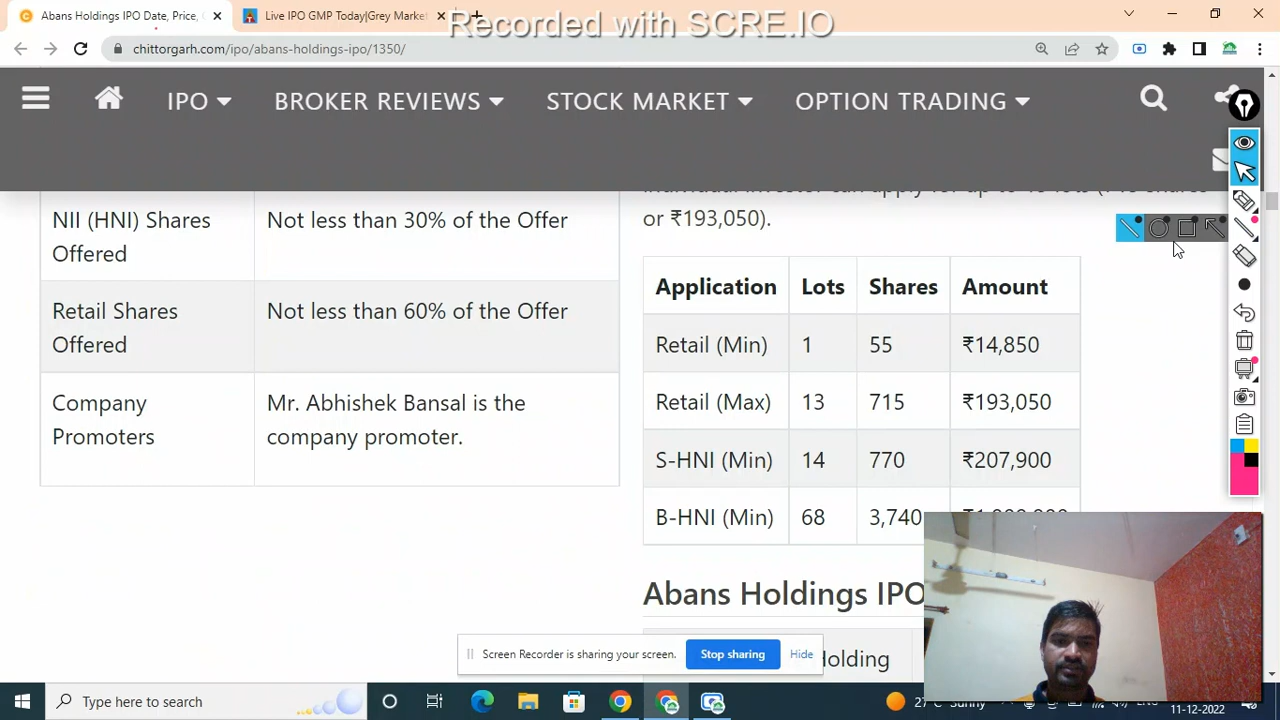 Abans Holdings IPO Date, Price,
Live IPO GMP Today|Grey Market
Recorded with SCRE.IO
chittorgarh.com/ipo/abans-holdings-ipo/1350/
IPO
BROKER REVIEWS
STOCK MARKET
OPTION TRADING
or ₹193,050).
NII (HNI) Shares Offered
Not less than 30% of the Offer
Retail Shares Offered
Not less than 60% of the Offer
Company Promoters
Mr. Abhishek Bansal is the
company promoter.
Application Lots Shares Amount
Retail (Min) 1 55 ₹14,850
Retail (Max) 13 715 ₹193,050
S-HNI (Min) 14 770 ₹207,900
B-HNI (Min) 68 3,740
Abans Holdings IPO
Holding
Screen Recorder is sharing your screen.
Stop sharing
Hide
Type here to search
27°C Sunny
11-12-2022